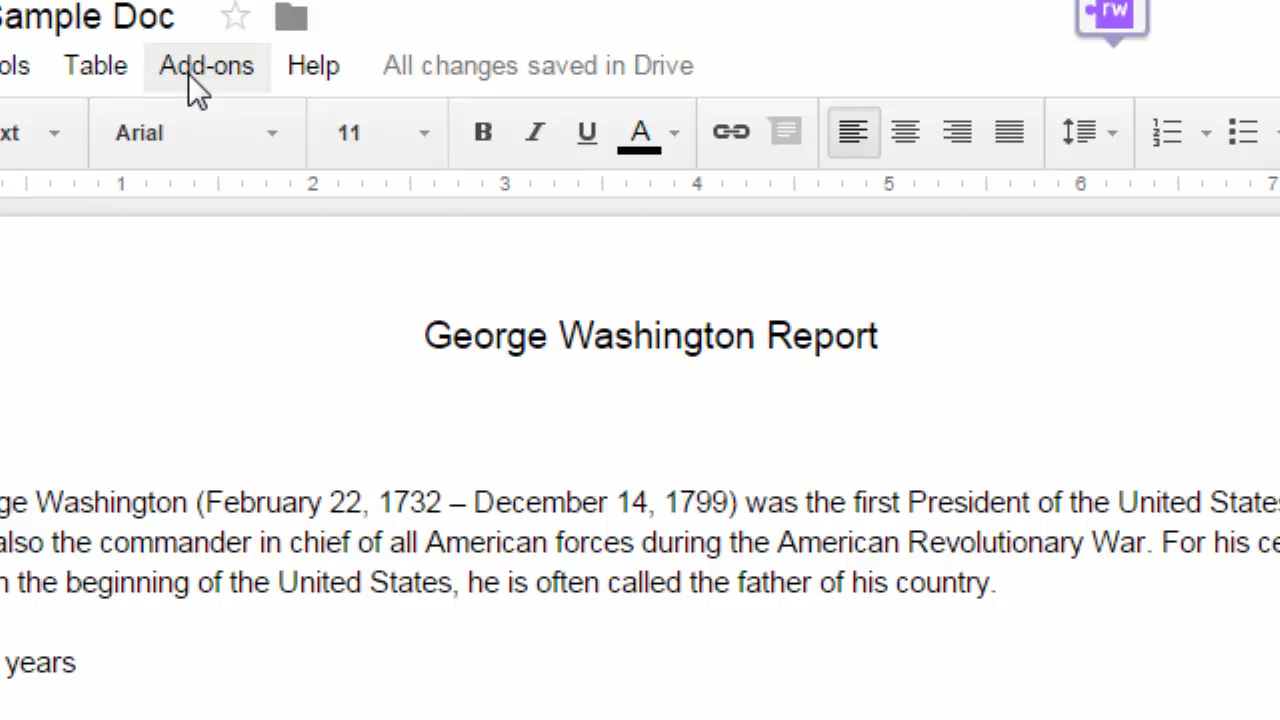 Sample Doc
rw
ols Table Add-ons Help All changes saved in Drive
xt Arial 11 B I U A
1 2 3 4 5 6 7
George Washington Report
ge Washington (February 22, 1732 – December 14, 1799) was the first President of the United States
also the commander in chief of all American forces during the American Revolutionary War. For his ce
n the beginning of the United States, he is often called the father of his country.
years